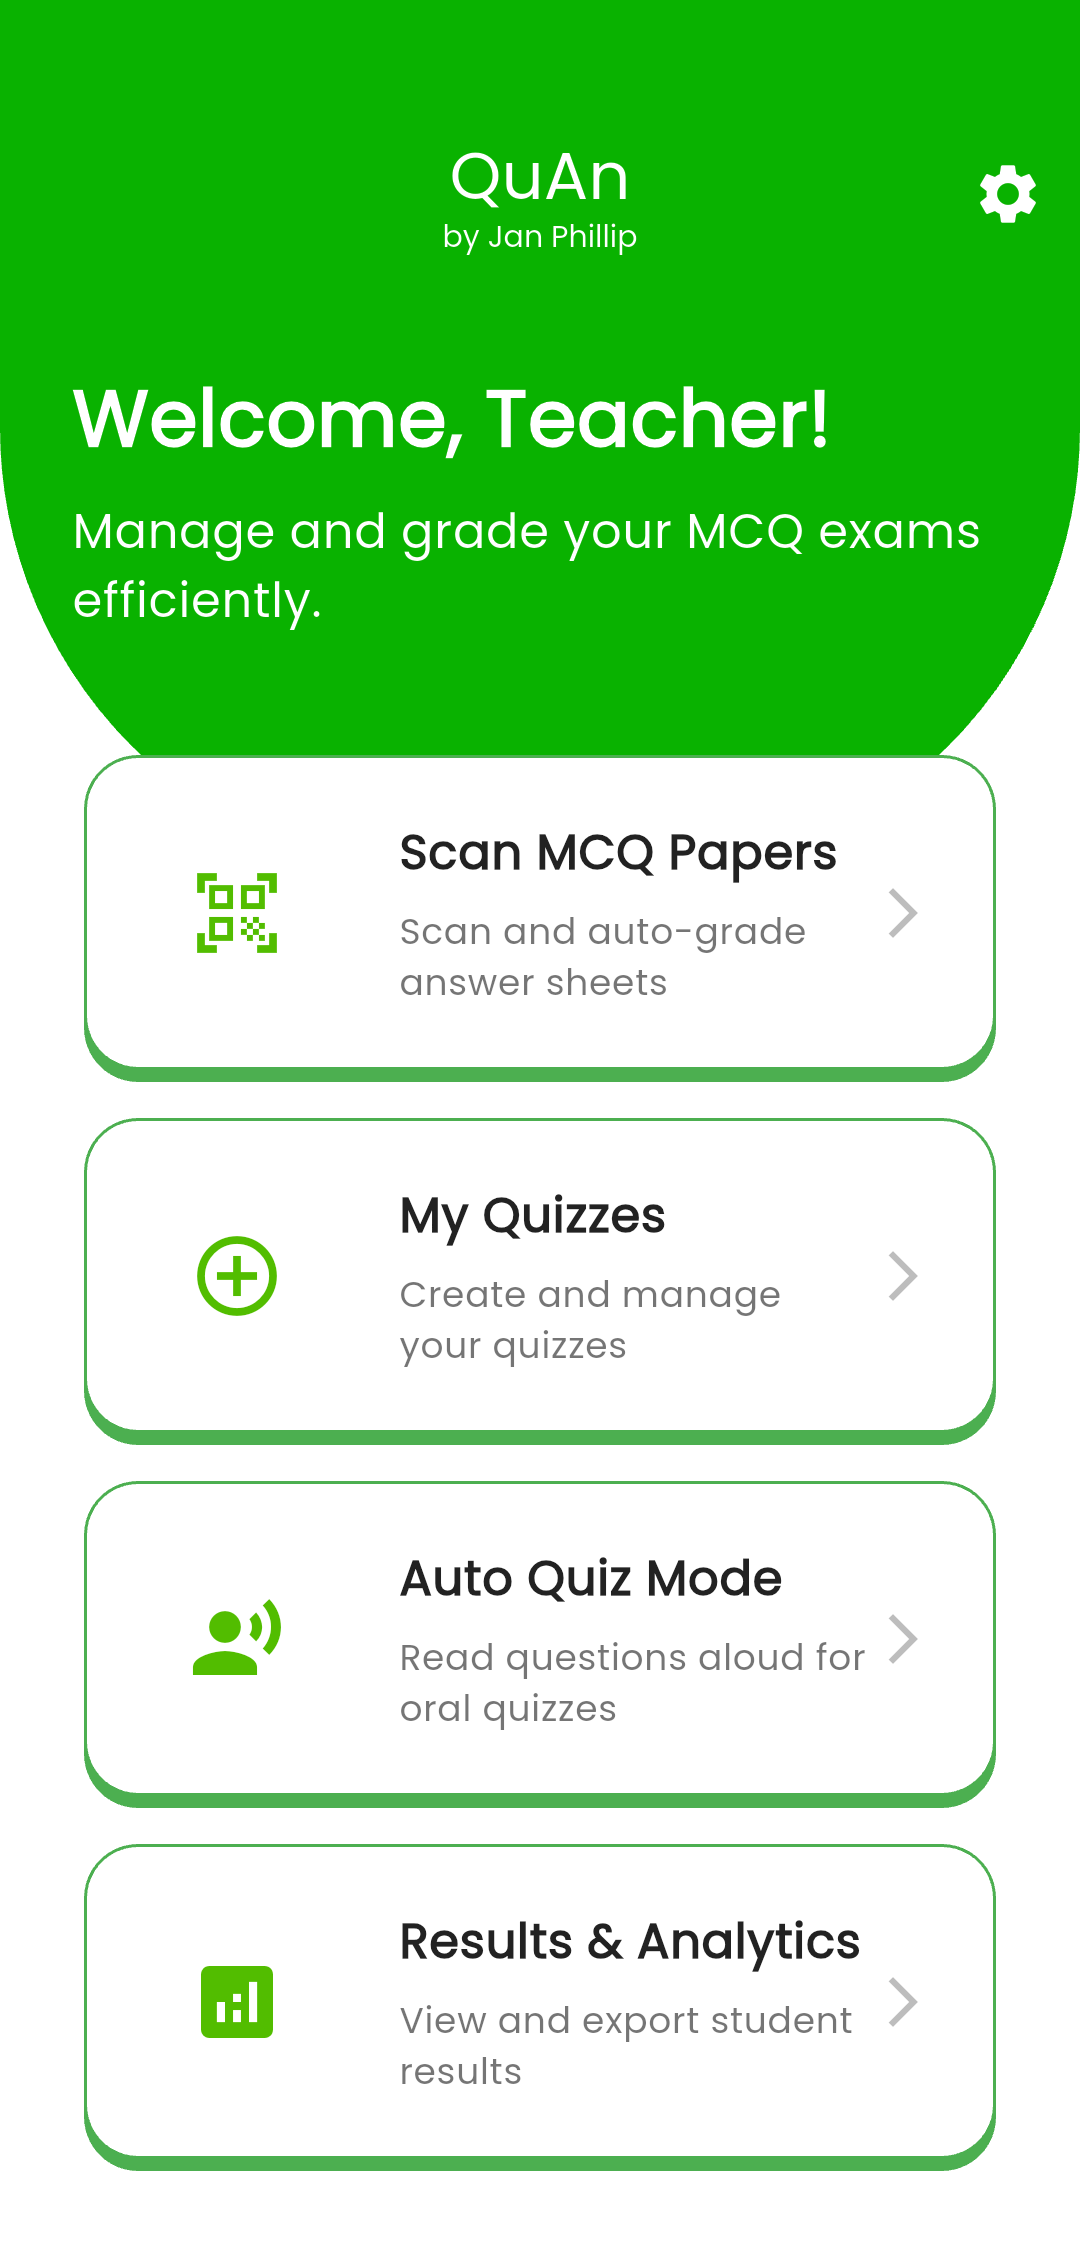 QuAn
by Jan Phillip
Welcome, Teacher!
Manage and grade your MCQ exams
efficiently.
Scan MCQ Papers
Scan and auto-grade
answer sheets
My Quizzes
Create and manage
your quizzes
Auto Quiz Mode
Read questions aloud for
oral quizzes
Results & Analytics
View and export student
results